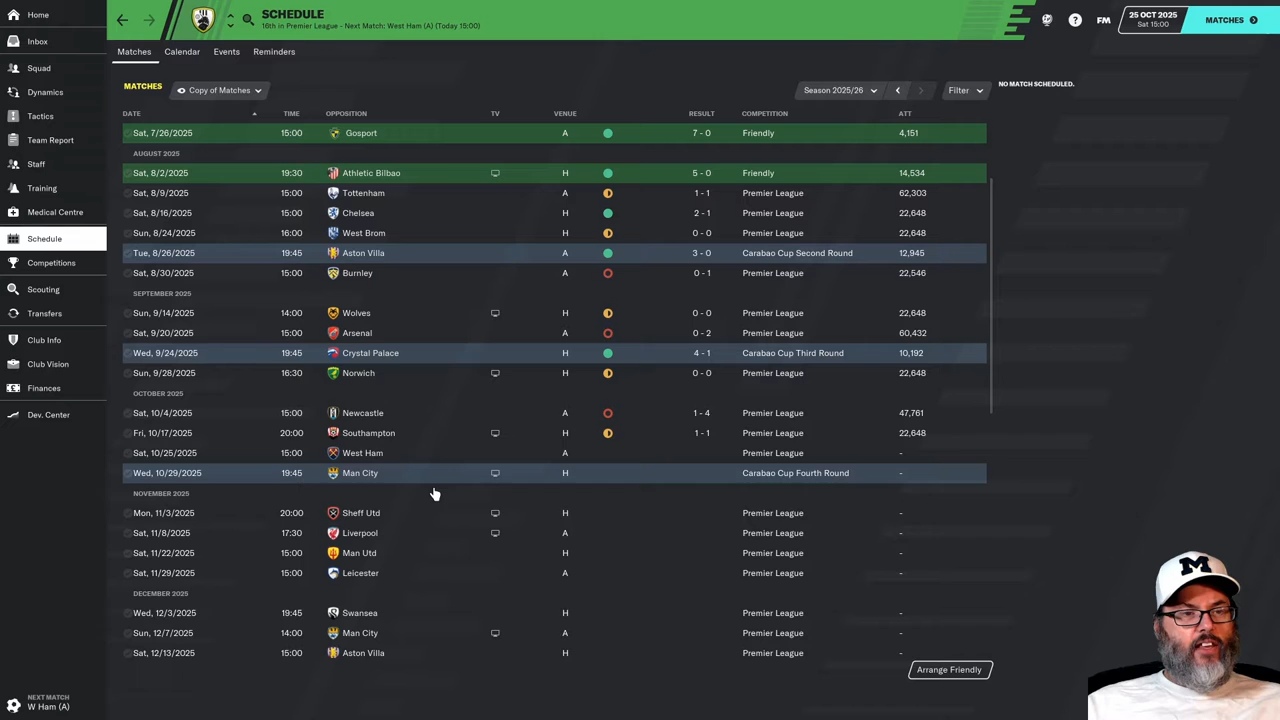 Home
SCHEDULE
16th in Premier League - Next Match: West Ham (A) (Today 15:00)
FM
25 OCT 2025
Sat 15:00
MATCHES
Inbox
Squad
Dynamics
Tactics
Team Report
Staff
Training
Medical Centre
Schedule
Competitions
Scouting
Transfers
Club Info
Club Vision
Finances
Dev. Center
NEXT MATCH
W Ham (A)
Matches Calendar Events Reminders
MATCHES Copy of Matches Season 2025/26 Filter
NO MATCH SCHEDULED.
DATE TIME OPPOSITION TV VENUE RESULT COMPETITION ATT
Sat, 7/26/2025 15:00 Gosport A 7 - 0 Friendly 4,151
AUGUST 2025
Sat, 8/2/2025 19:30 Athletic Bilbao H 5 - 0 Friendly 14,534
Sat, 8/9/2025 15:00 Tottenham A 1 - 1 Premier League 62,303
Sat, 8/16/2025 15:00 Chelsea H 2 - 1 Premier League 22,648
Sun, 8/24/2025 16:00 West Brom H 0 - 0 Premier League 22,648
Tue, 8/26/2025 19:45 Aston Villa A 3 - 0 Carabao Cup Second Round 12,945
Sat, 8/30/2025 15:00 Burnley A 0 - 1 Premier League 22,546
SEPTEMBER 2025
Sun, 9/14/2025 14:00 Wolves H 0 - 0 Premier League 22,648
Sat, 9/20/2025 15:00 Arsenal A 0 - 2 Premier League 60,432
Wed, 9/24/2025 19:45 Crystal Palace H 4 - 1 Carabao Cup Third Round 10,192
Sun, 9/28/2025 16:30 Norwich H 0 - 0 Premier League 22,648
OCTOBER 2025
Sat, 10/4/2025 15:00 Newcastle A 1 - 4 Premier League 47,761
Fri, 10/17/2025 20:00 Southampton H 1 - 1 Premier League 22,648
Sat, 10/25/2025 15:00 West Ham A Premier League -
Wed, 10/29/2025 19:45 Man City H Carabao Cup Fourth Round -
NOVEMBER 2025
Mon, 11/3/2025 20:00 Sheff Utd H Premier League -
Sat, 11/8/2025 17:30 Liverpool A Premier League -
Sat, 11/22/2025 15:00 Man Utd H Premier League -
Sat, 11/29/2025 15:00 Leicester A Premier League -
DECEMBER 2025
Wed, 12/3/2025 19:45 Swansea H Premier League -
Sun, 12/7/2025 14:00 Man City A Premier League -
Sat, 12/13/2025 15:00 Aston Villa H Premier League -
Arrange Friendly
M